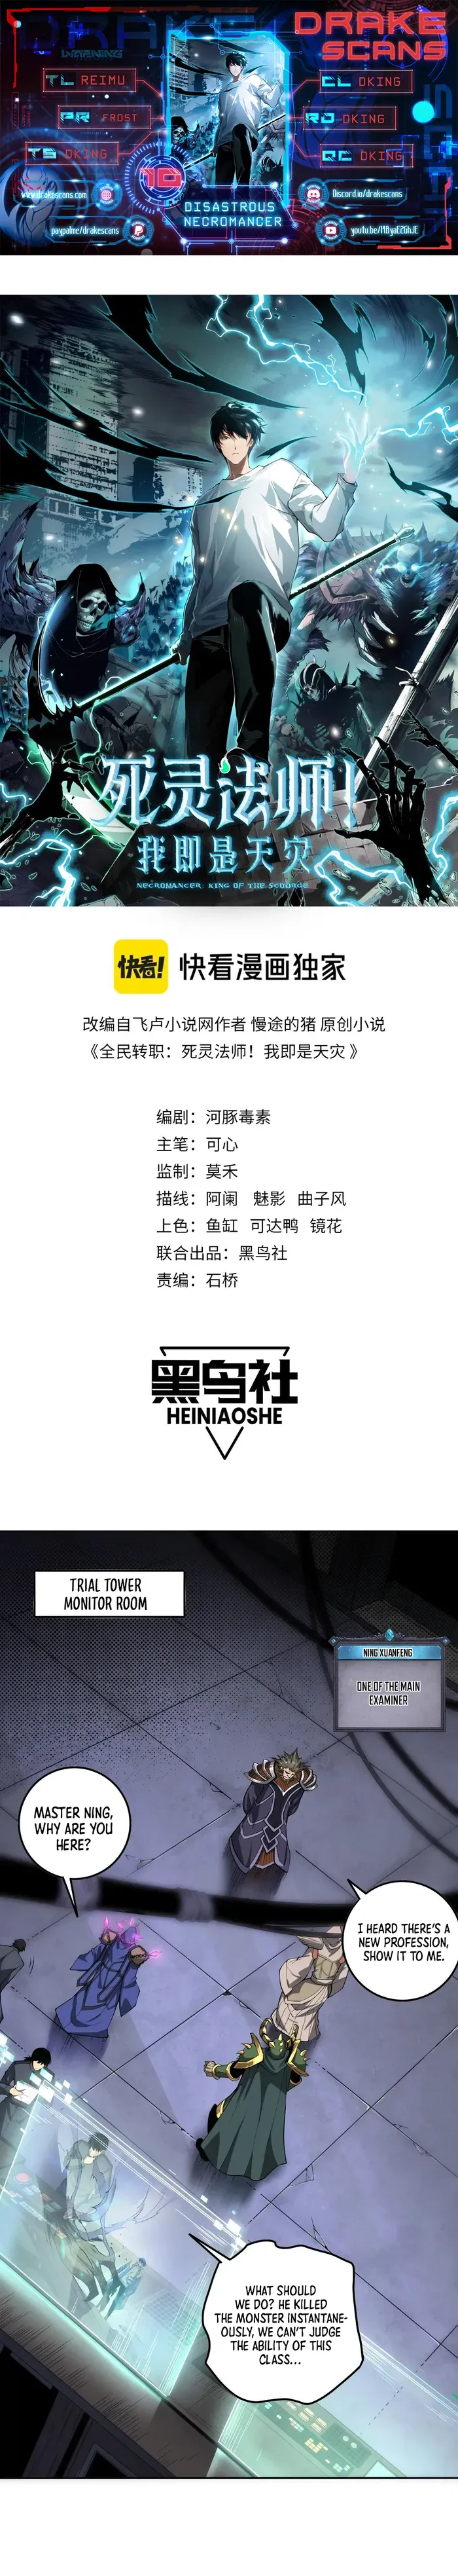 DRAKE
SCANS
WARNING
TL REIMU
CL DKING
PR FROST
RD DKING
TS DKING
QC DKING
10
www.drakescans.com
Discord.io/drakescans
DISASTROUS
NECROMANCER
paypalme/drakescans
死灵法师!
我即是天灾
NECROMANCER: KING OF THE SCOURGE
快看!
快看漫画独家
改编自飞卢小说网作者 慢途的猪 原创小说
《全民转职:死灵法师!我即是天灾》
编剧:河豚毒素
主笔:可心
监制:莫禾
描线:阿阑 魅影 曲子风
上色:鱼缸 可达鸭 镜花
联合出品:黑鸟社
责编:石桥
黑鸟社
HEINIAOSHE
TRIAL TOWER
MONITOR ROOM
NING XUANFENG
ONE OF THE MAIN
EXAMINER
MASTER NING,
WHY ARE YOU
HERE?
I HEARD THERE'S A
NEW PROFESSION,
SHOW IT TO ME.
WHAT SHOULD
WE DO? HE KILLED
THE MONSTER INSTANTANE-
OUSLY, WE CAN'T JUDGE
THE ABILITY OF THIS
CLASS...